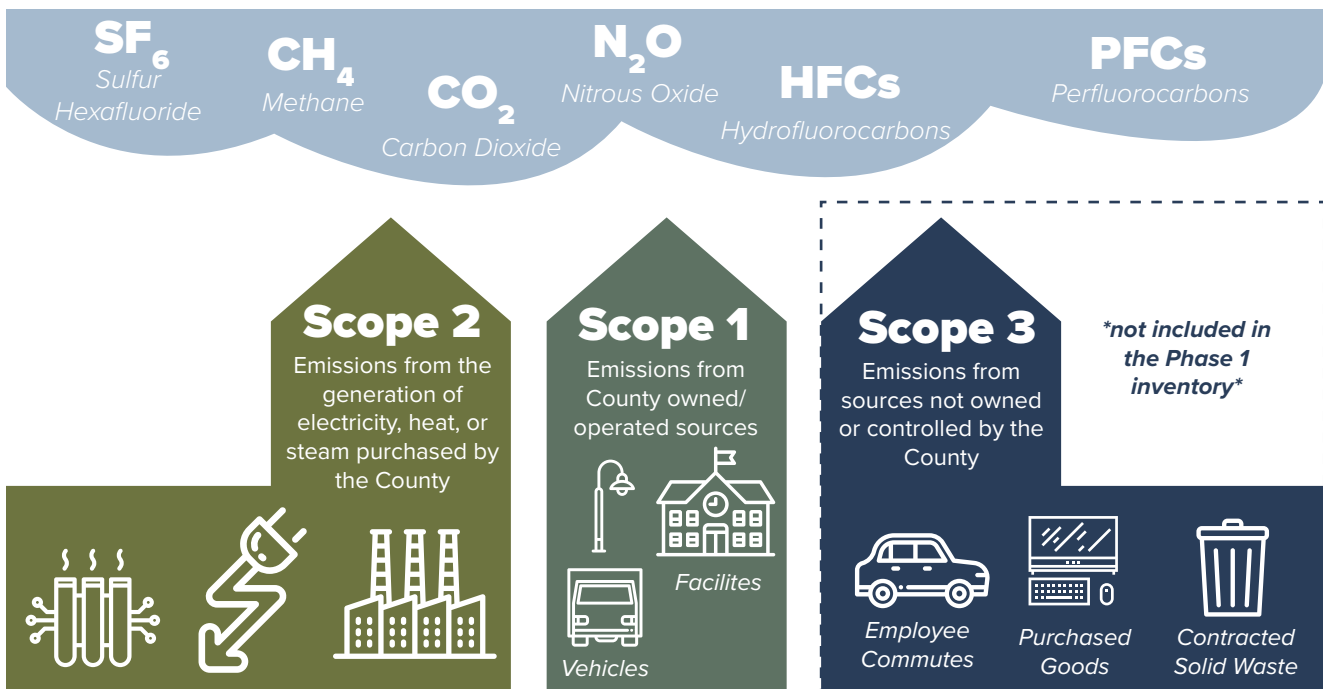 SF6
Sulfur
Hexafluoride
CH4
Methane
CO2
Carbon Dioxide
N2O
Nitrous Oxide
HFCs
Hydrofluorocarbons
PFCs
Perfluorocarbons
Scope 2
Emissions from the
generation of
electricity, heat, or
steam purchased by
the County
Scope 1
Emissions from
County owned/
operated sources
Facilites
Vehicles
Scope 3
Emissions from
sources not owned
or controlled by the
County
*not included in
the Phase 1
inventory*
Employee
Commutes
Purchased
Goods
Contracted
Solid Waste